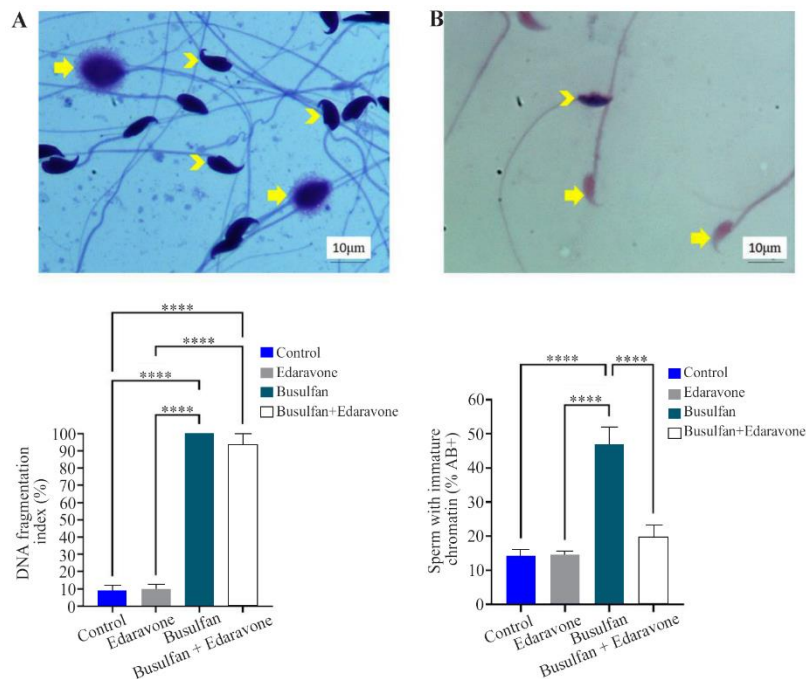 A
10µm
B
10µm
****
****
****
****
Control
Edaravone
Busulfan
Busulfan+Edaravone
DNA fragmentation
index (%)
100
90
80
70
60
50
40
30
20
10
0
Control
Edaravone
Busulfan
Busulfan + Edaravone
****
****
****
Control
Edaravone
Busulfan
Busulfan+Edaravone
Sperm with immature
chromatin (% AB+)
60
50
40
30
20
10
0
Control
Edaravone
Busulfan
Busulfan + Edaravone